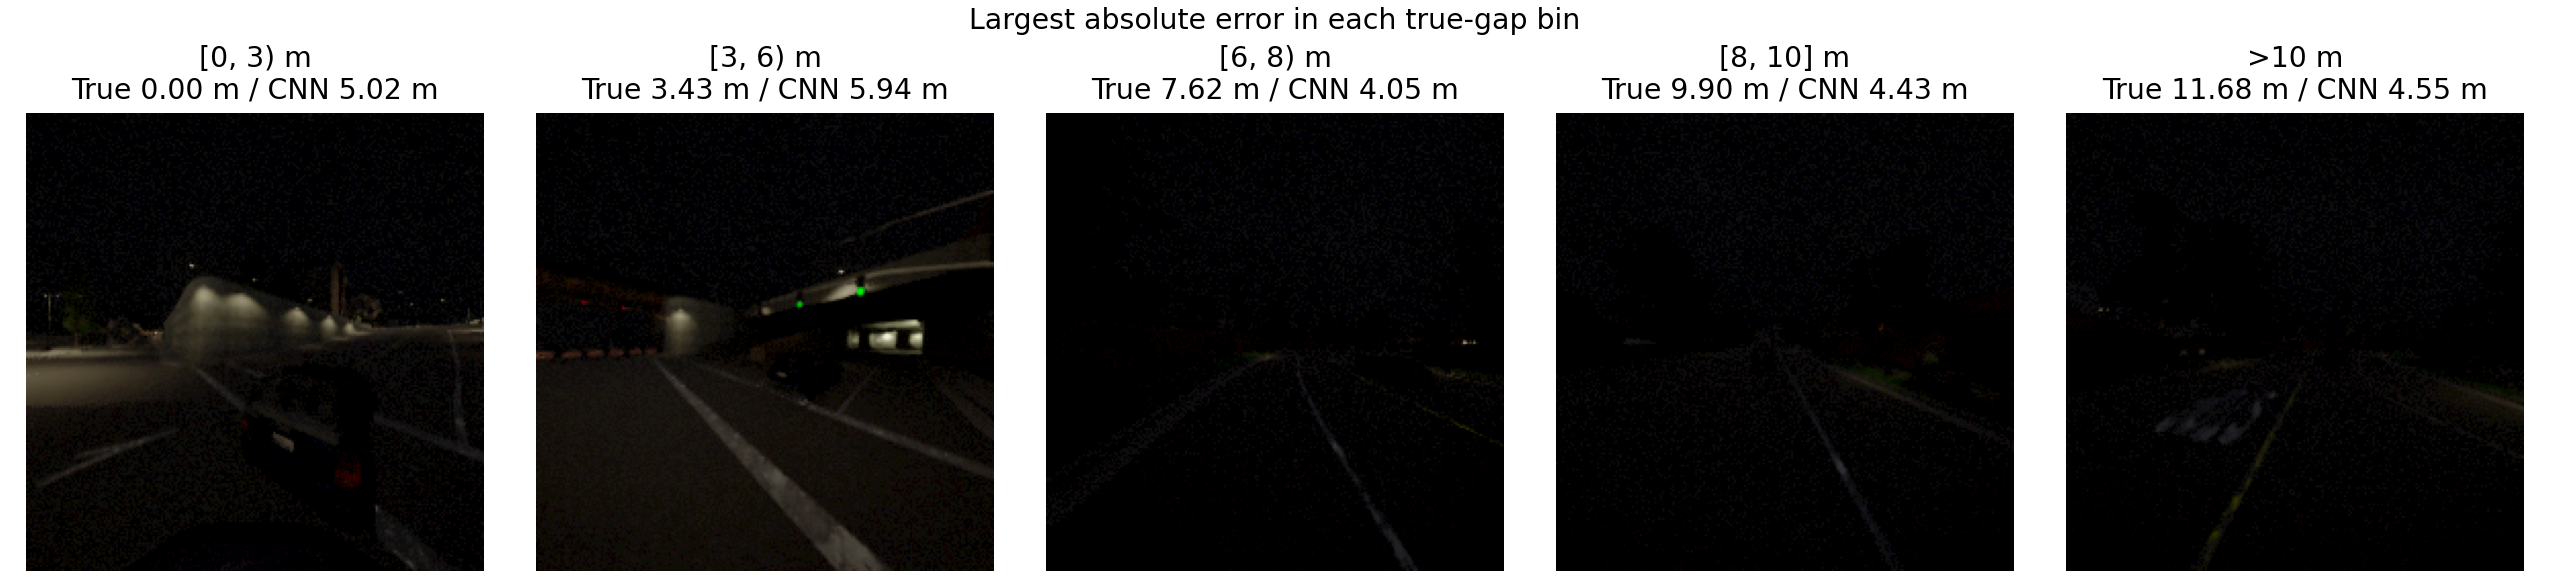 Largest absolute error in each true-gap bin
[0, 3) m
True 0.00 m / CNN 5.02 m
[3, 6) m
True 3.43 m / CNN 5.94 m
[6, 8) m
True 7.62 m / CNN 4.05 m
[8, 10] m
True 9.90 m / CNN 4.43 m
>10 m
True 11.68 m / CNN 4.55 m